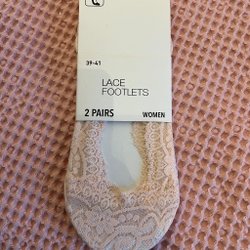 39-41
LACE
FOOTLETS
2 PAIRS WOMEN